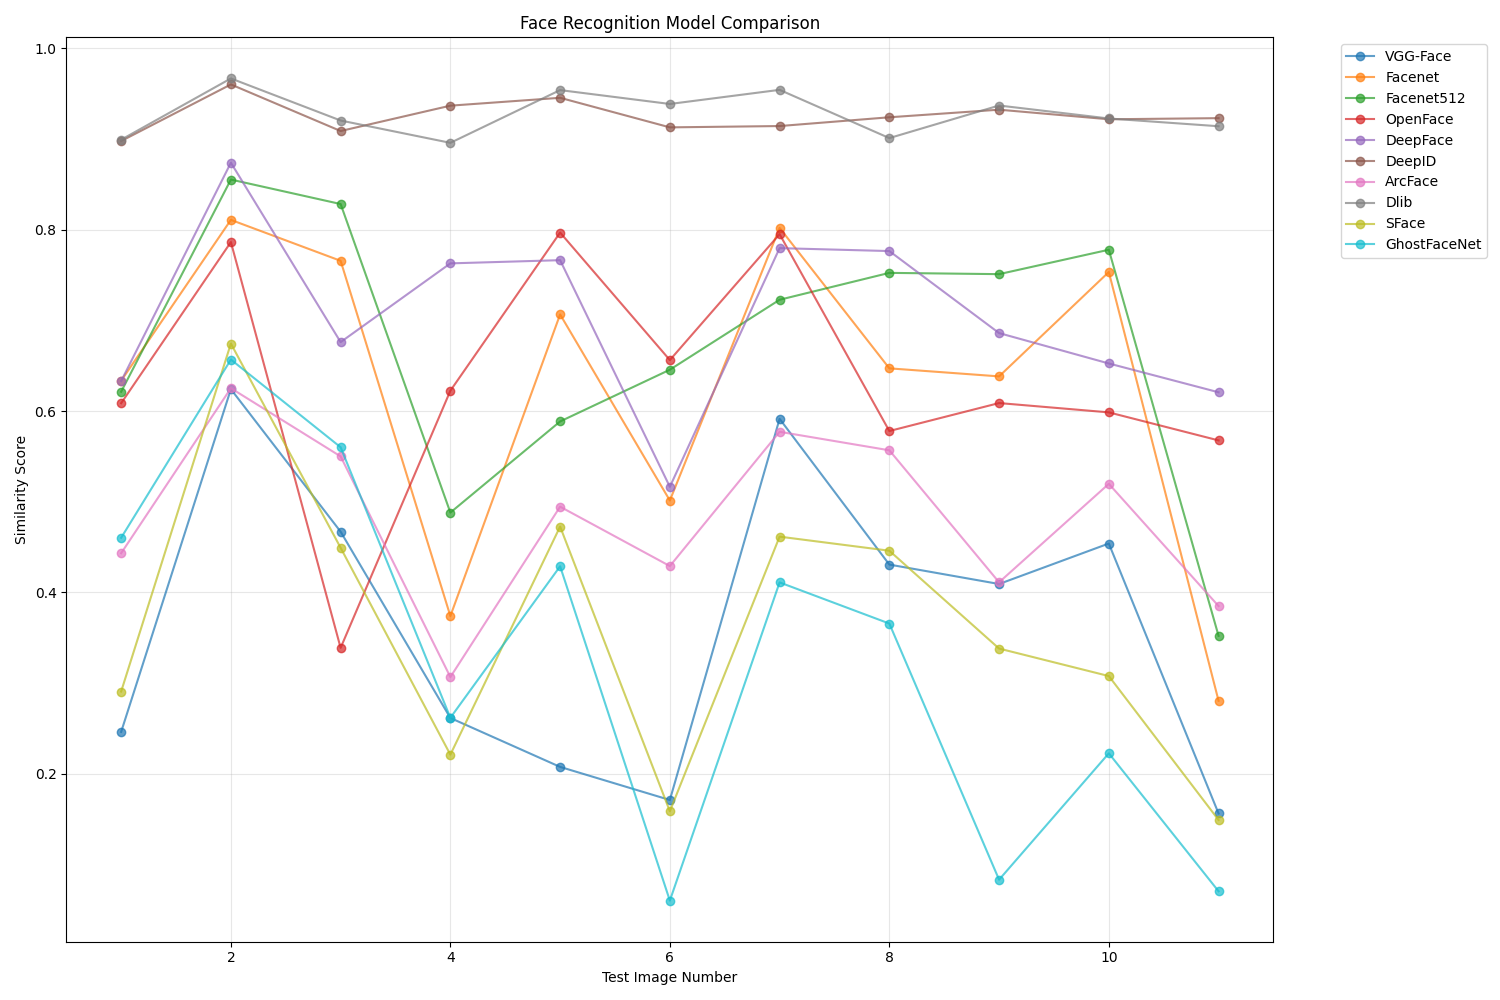 Face Recognition Model Comparison
1.0
0.8
0.6
0.4
0.2
Similarity Score
2 4 6 8 10
Test Image Number
VGG-Face
Facenet
Facenet512
OpenFace
DeepFace
DeepID
ArcFace
Dlib
SFace
GhostFaceNet